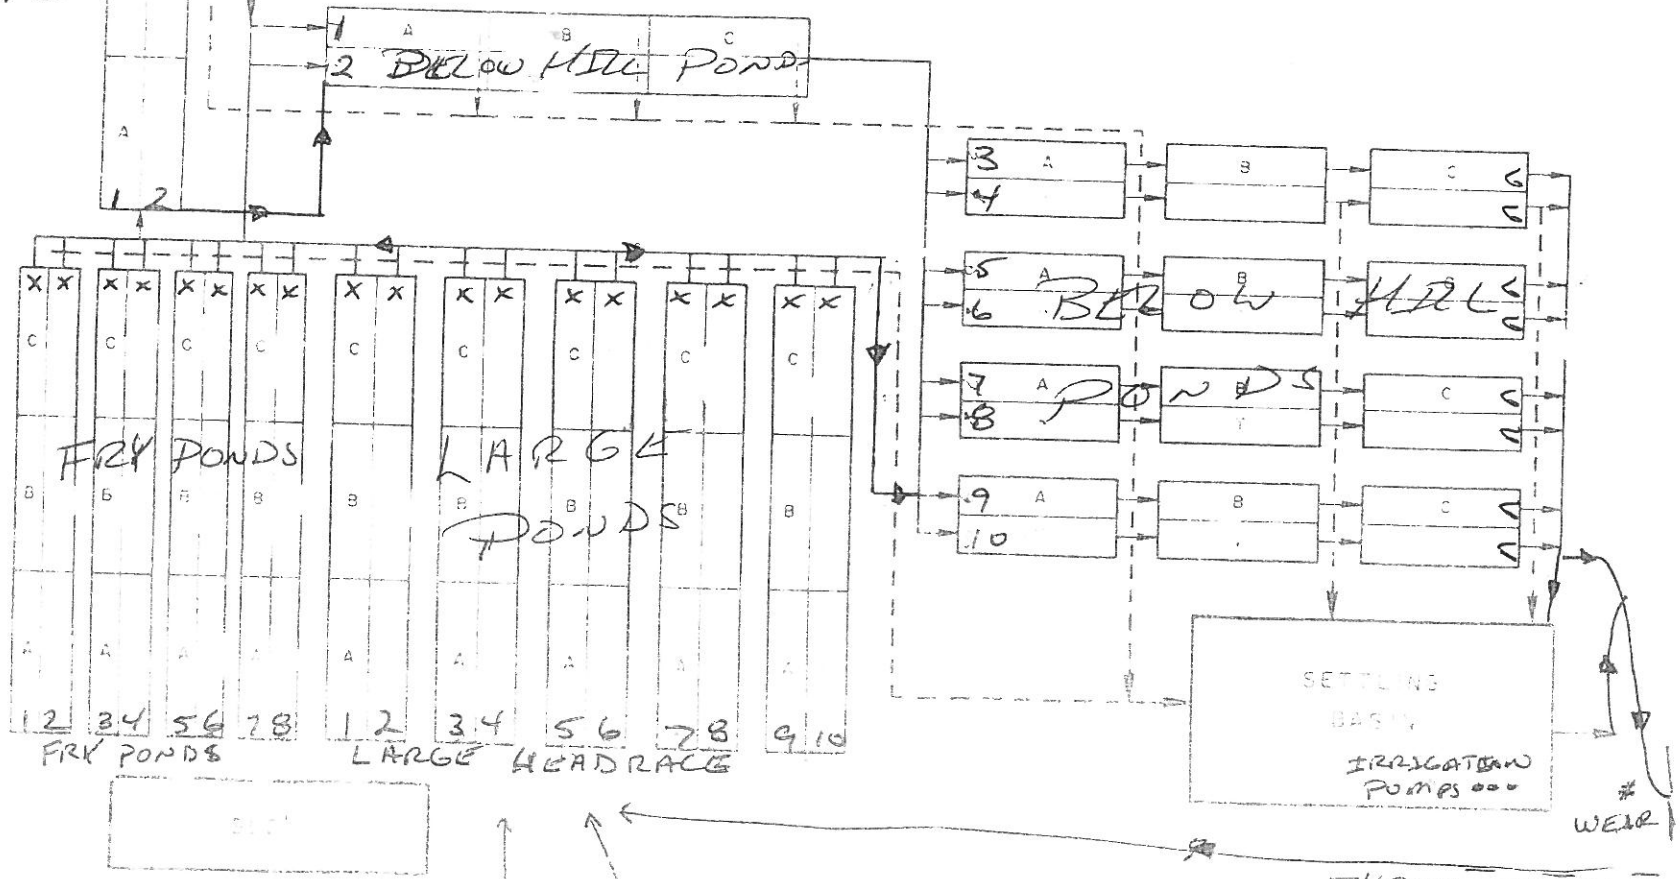 1 A B C
2 BELOW HILL POND
A
1 2
3 A B C
4
5 A B
6 BELOW HILL
7 A B C
8 PONDS
9 A B C
10
X X X X X X X X X X X X X X X X X X
C C C C C C C C C
FRY PONDS LARGE
B B B B B B B B B
PONDS
A A A A A A A A A
1 2 3 4 5 6 7 8 1 2 3 4 5 6 7 8 9 10
FRY PONDS LARGE HEADRACE
SETTLING
BASIN
IRRIGATION
PUMPS
#
WEAR